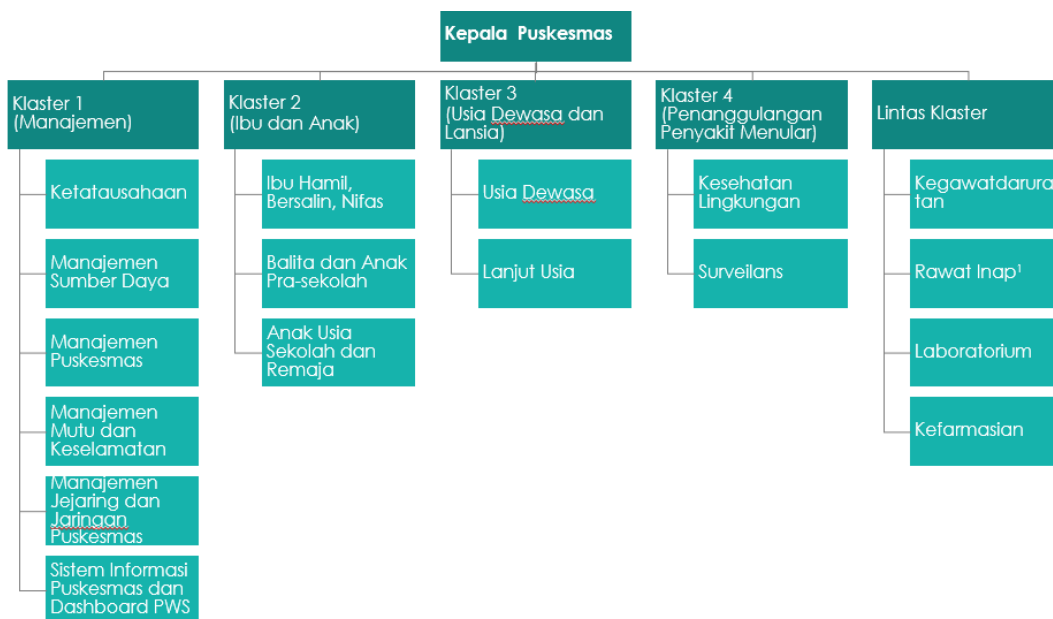 Kepala Puskesmas
Klaster 1
(Manajemen)
Ketatausahaan
Manajemen
Sumber Daya
Manajemen
Puskesmas
Manajemen
Mutu dan
Keselamatan
Manajemen
Jejaring dan
Jaringan
Puskesmas
Sistem Informasi
Puskesmas dan
Dashboard PWS
Klaster 2
(Ibu dan Anak)
Ibu Hamil,
Bersalin, Nifas
Balita dan Anak
Pra-sekolah
Anak Usia
Sekolah dan
Remaja
Klaster 3
(Usia Dewasa dan
Lansia)
Usia Dewasa
Lanjut Usia
Klaster 4
(Penanggulangan
Penyakit Menular)
Kesehatan
Lingkungan
Surveilans
Lintas Klaster
Kegawatdarura
tan
Rawat Inap¹
Laboratorium
Kefarmasian